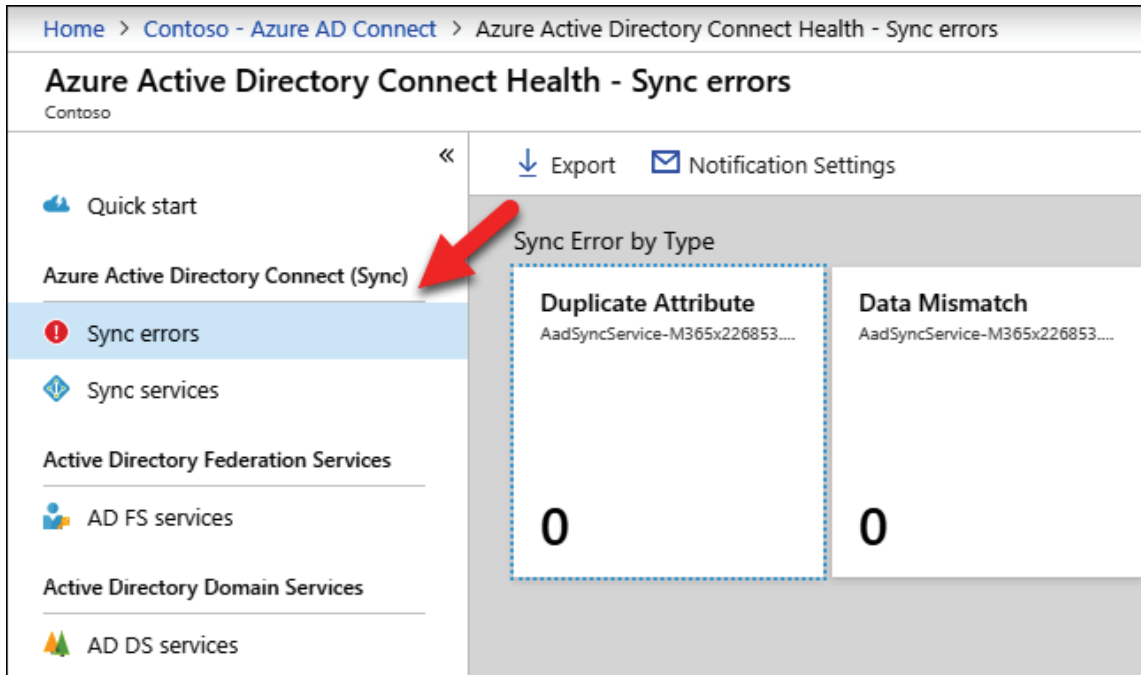 Home > Contoso - Azure AD Connect > Azure Active Directory Connect Health - Sync errors
Azure Active Directory Connect Health - Sync errors
Contoso
«
Quick start
Azure Active Directory Connect (Sync)
Sync errors
Sync services
Active Directory Federation Services
AD FS services
Active Directory Domain Services
AD DS services
Export
Notification Settings
Sync Error by Type
Duplicate Attribute
AadSyncService-M365x226853....
0
Data Mismatch
AadSyncService-M365x226853....
0